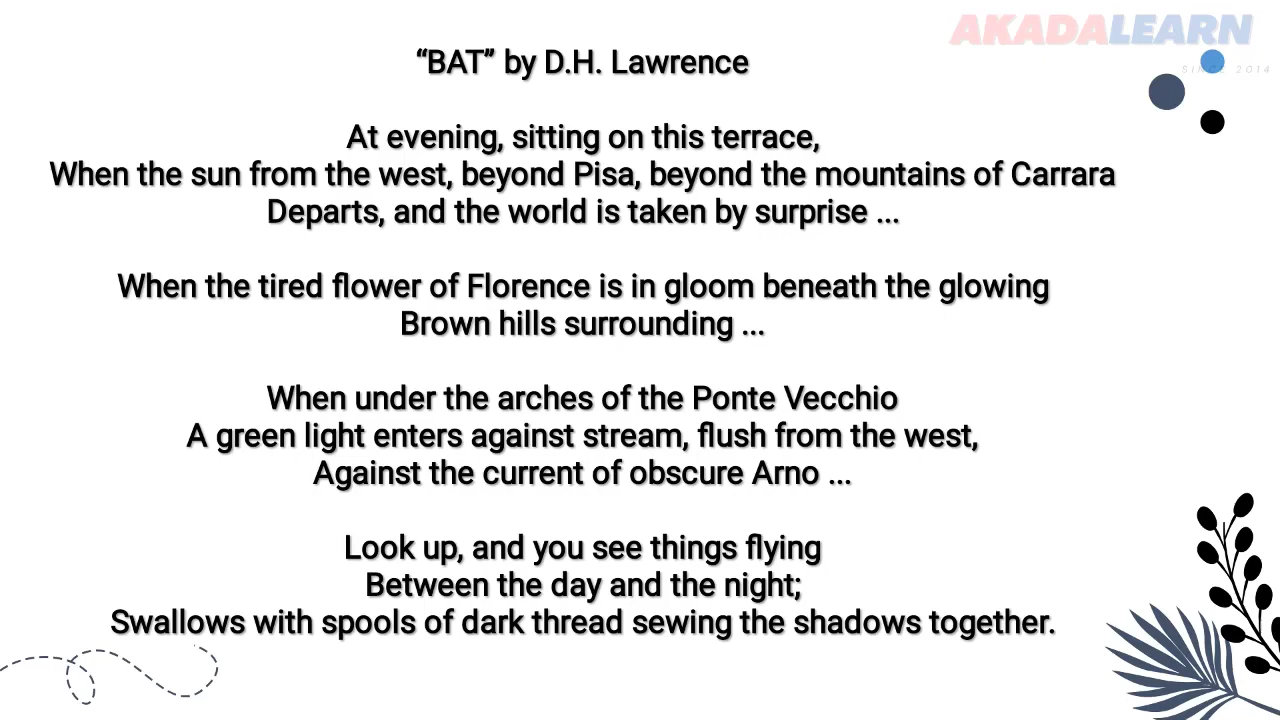 AKADALEARN
SINCE 2014
“BAT” by D.H. Lawrence
At evening, sitting on this terrace,
When the sun from the west, beyond Pisa, beyond the mountains of Carrara
Departs, and the world is taken by surprise ...
When the tired flower of Florence is in gloom beneath the glowing
Brown hills surrounding ...
When under the arches of the Ponte Vecchio
A green light enters against stream, flush from the west,
Against the current of obscure Arno ...
Look up, and you see things flying
Between the day and the night;
Swallows with spools of dark thread sewing the shadows together.